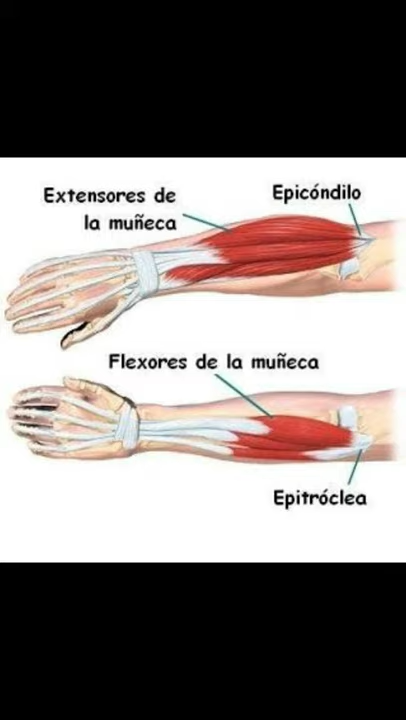 Extensores de
la muñeca
Epicóndilo
Flexores de la muñeca
Epitróclea